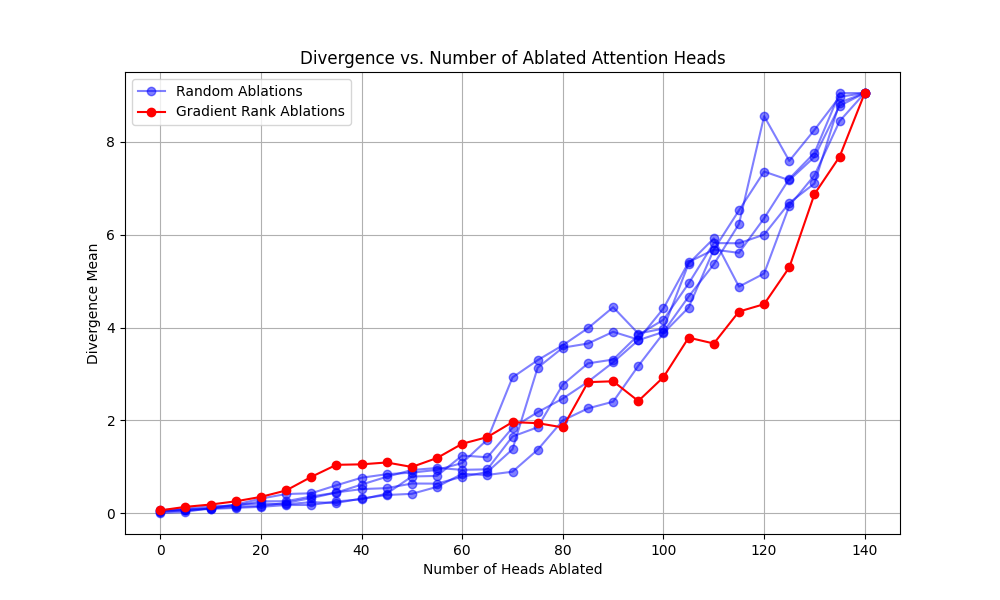 Divergence vs. Number of Ablated Attention Heads
Random Ablations
Gradient Rank Ablations
Divergence Mean
8
6
4
2
0
0 20 40 60 80 100 120 140
Number of Heads Ablated